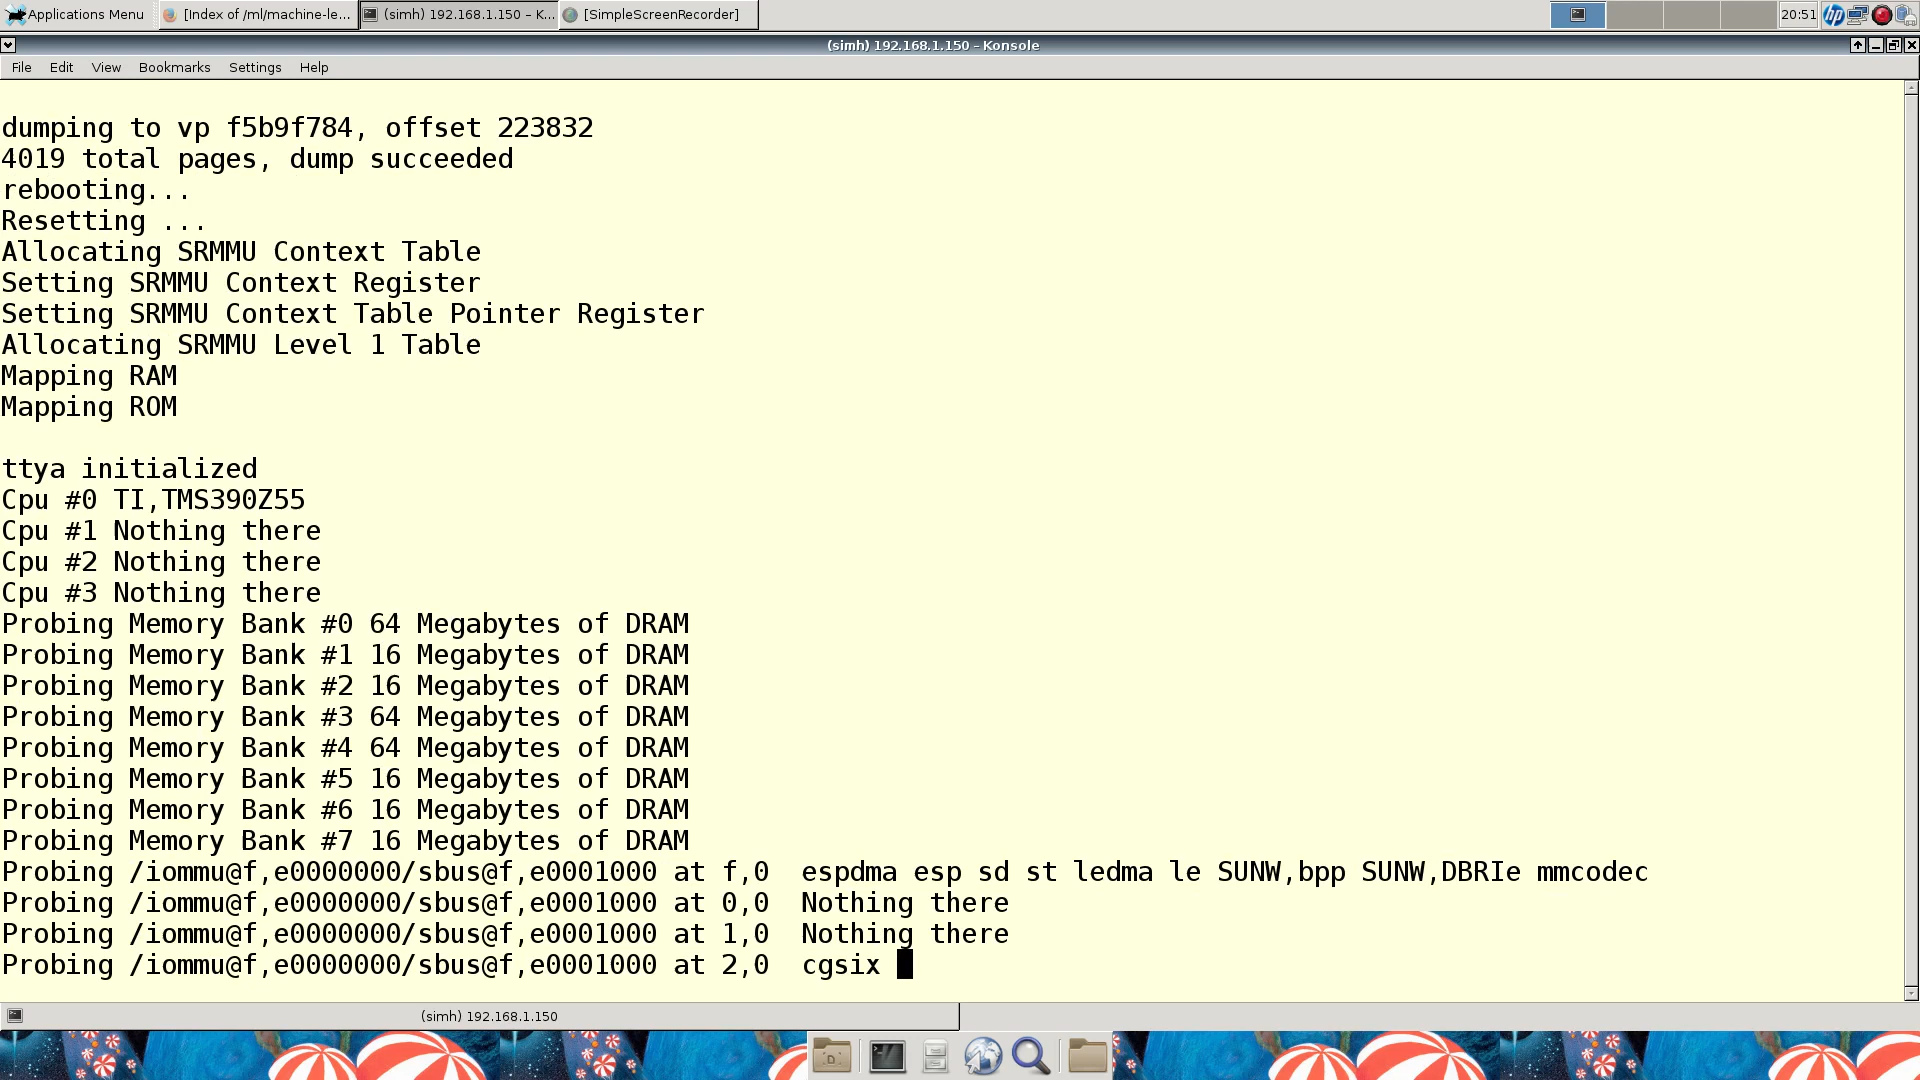 Applications Menu
[Index of /ml/machine-le...
(simh) 192.168.1.150 – K...
[SimpleScreenRecorder]
20:51
(simh) 192.168.1.150 – Konsole
File Edit View Bookmarks Settings Help
dumping to vp f5b9f784, offset 223832
4019 total pages, dump succeeded
rebooting...
Resetting ...
Allocating SRMMU Context Table
Setting SRMMU Context Register
Setting SRMMU Context Table Pointer Register
Allocating SRMMU Level 1 Table
Mapping RAM
Mapping ROM
ttya initialized
Cpu #0 TI,TMS390Z55
Cpu #1 Nothing there
Cpu #2 Nothing there
Cpu #3 Nothing there
Probing Memory Bank #0 64 Megabytes of DRAM
Probing Memory Bank #1 16 Megabytes of DRAM
Probing Memory Bank #2 16 Megabytes of DRAM
Probing Memory Bank #3 64 Megabytes of DRAM
Probing Memory Bank #4 64 Megabytes of DRAM
Probing Memory Bank #5 16 Megabytes of DRAM
Probing Memory Bank #6 16 Megabytes of DRAM
Probing Memory Bank #7 16 Megabytes of DRAM
Probing /iommu@f,e0000000/sbus@f,e0001000 at f,0  espdma esp sd st ledma le SUNW,bpp SUNW,DBRIe mmcodec
Probing /iommu@f,e0000000/sbus@f,e0001000 at 0,0  Nothing there
Probing /iommu@f,e0000000/sbus@f,e0001000 at 1,0  Nothing there
Probing /iommu@f,e0000000/sbus@f,e0001000 at 2,0  cgsix
(simh) 192.168.1.150